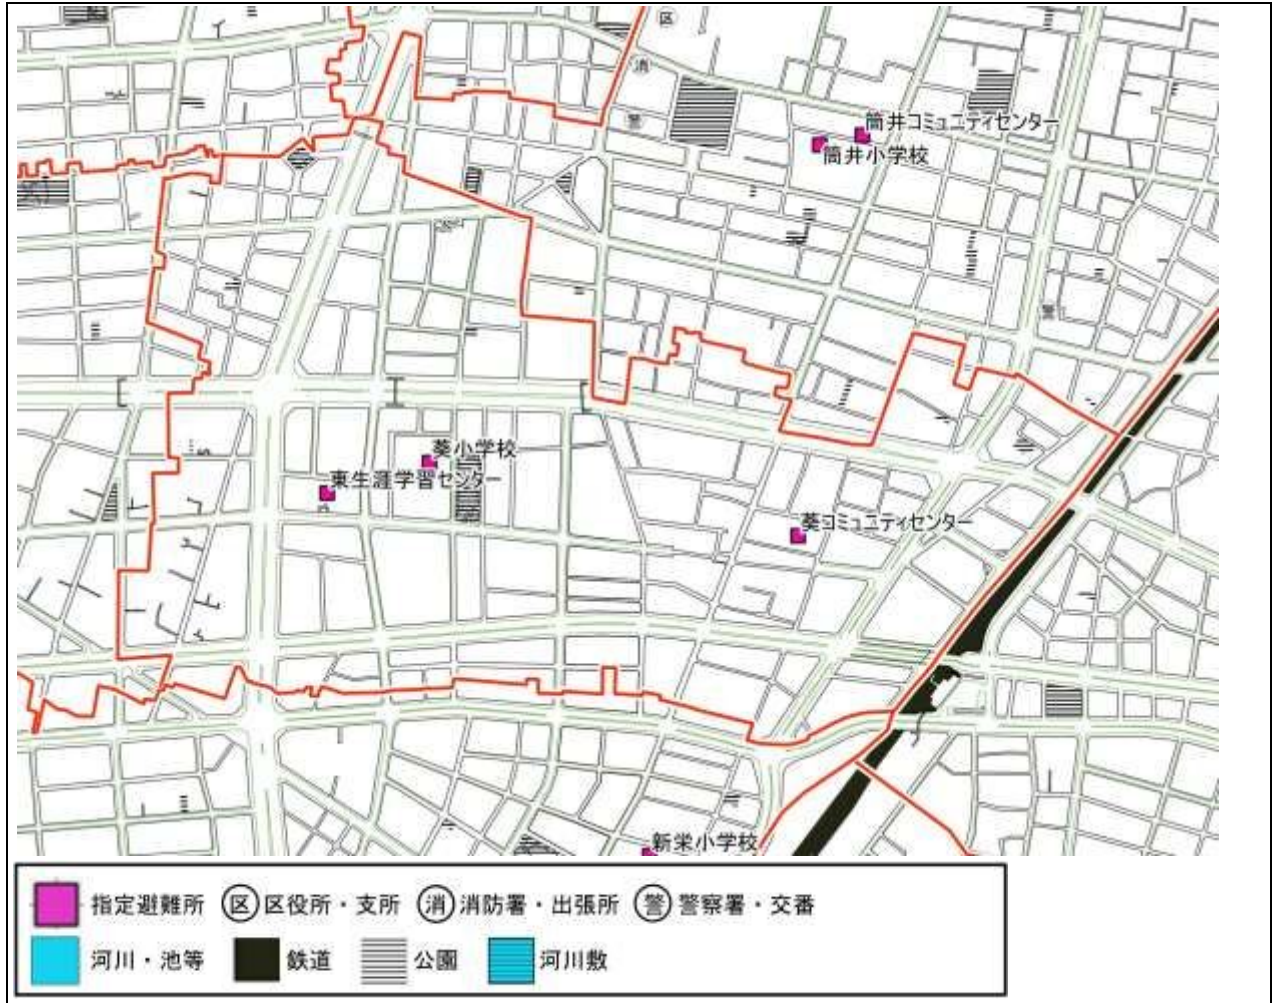 区
消
警
筒井コミュニティセンター
筒井小学校
警
葵小学校
東生涯学習センター
葵コミュニティセンター
新栄小学校
指定避難所 区 区役所・支所 消 消防署・出張所 警 警察署・交番
河川・池等 鉄道 公園 河川敷